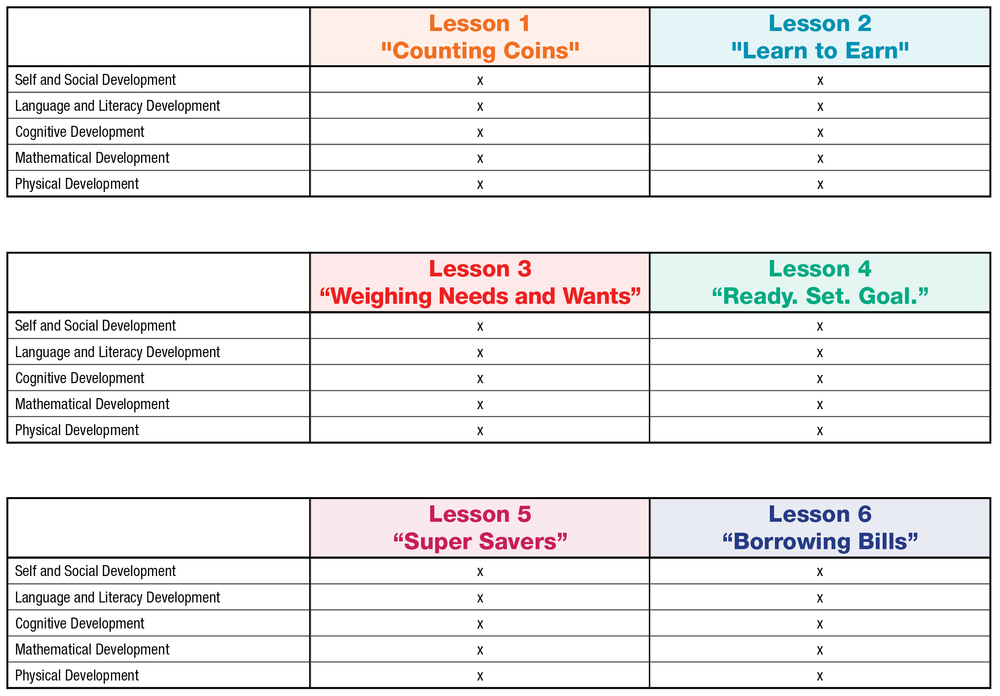 Lesson 1
"Counting Coins"
Lesson 2
"Learn to Earn"
Self and Social Development x x
Language and Literacy Development x x
Cognitive Development x x
Mathematical Development x x
Physical Development x x
Lesson 3
“Weighing Needs and Wants”
Lesson 4
“Ready. Set. Goal.”
Self and Social Development x x
Language and Literacy Development x x
Cognitive Development x x
Mathematical Development x x
Physical Development x x
Lesson 5
“Super Savers”
Lesson 6
“Borrowing Bills”
Self and Social Development x x
Language and Literacy Development x x
Cognitive Development x x
Mathematical Development x x
Physical Development x x